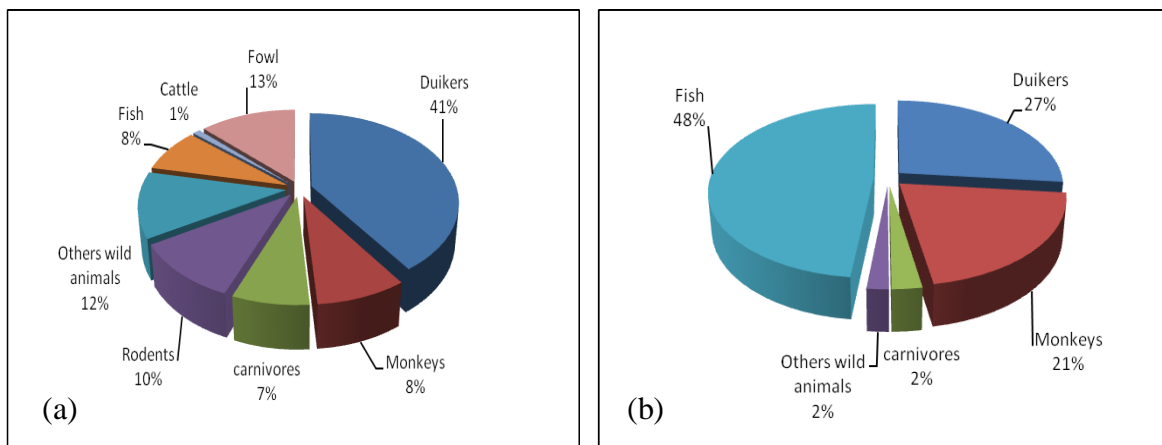 Fowl
13%
Duikers
41%
Cattle
1%
Fish
8%
Others wild
animals
12%
Rodents
10%
carnivores
7%
Monkeys
8%
(a)
Fish
48%
Duikers
27%
Others wild
animals
2%
carnivores
2%
Monkeys
21%
(b)